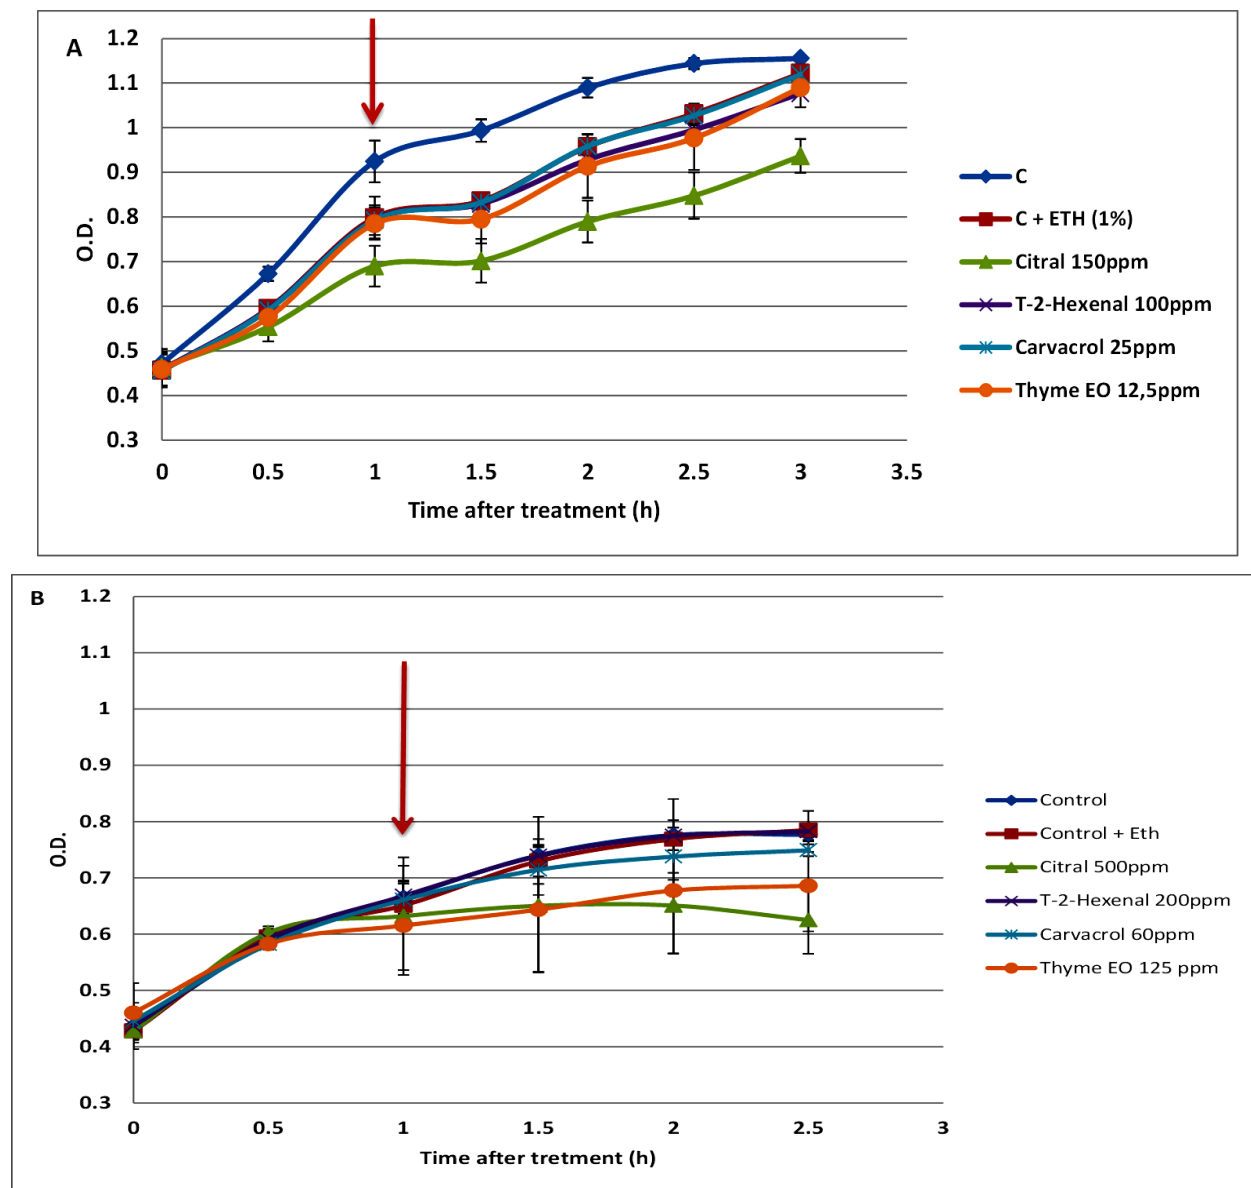 A
1.2
1.1
1
0.9
0.8
0.7
0.6
0.5
0.4
0.3
O.D.
0 0.5 1 1.5 2 2.5 3 3.5
Time after treatment (h)
C
C + ETH (1%)
Citral 150ppm
T-2-Hexenal 100ppm
Carvacrol 25ppm
Thyme EO 12,5ppm
B
1.2
1.1
1
0.9
0.8
0.7
0.6
0.5
0.4
0.3
O.D.
0 0.5 1 1.5 2 2.5 3
Time after tretment (h)
Control
Control + Eth
Citral 500ppm
T-2-Hexenal 200ppm
Carvacrol 60ppm
Thyme EO 125 ppm